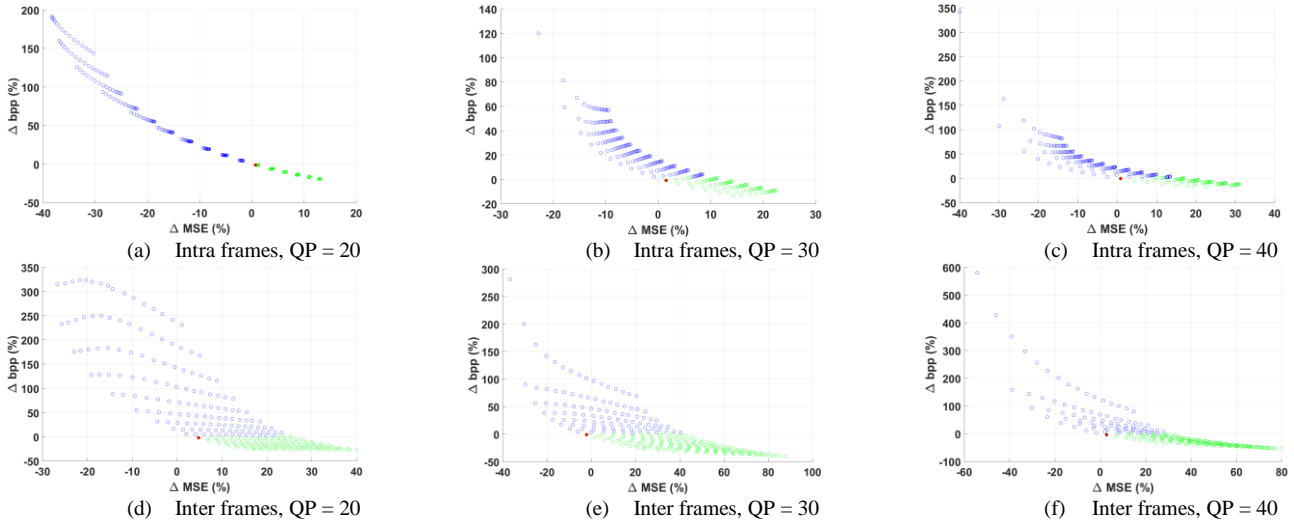 200
150
100
50
0
-50
Δ bpp (%)
-40 -30 -20 -10 0 10 20
Δ MSE (%)
(a) Intra frames, QP = 20
140
120
100
80
60
40
20
0
-20
Δ bpp (%)
-30 -20 -10 0 10 20 30
Δ MSE (%)
(b) Intra frames, QP = 30
350
300
250
200
150
100
50
0
-50
Δ bpp (%)
-40 -30 -20 -10 0 10 20 30 40
Δ MSE (%)
(c) Intra frames, QP = 40
350
300
250
200
150
100
50
0
-50
Δ bpp (%)
-30 -20 -10 0 10 20 30 40
Δ MSE (%)
(d) Inter frames, QP = 20
300
250
200
150
100
50
0
-50
Δ bpp (%)
-40 -20 0 20 40 60 80 100
Δ MSE (%)
(e) Inter frames, QP = 30
600
500
400
300
200
100
0
-100
Δ bpp (%)
-60 -40 -20 0 20 40 60 80
Δ MSE (%)
(f) Inter frames, QP = 40